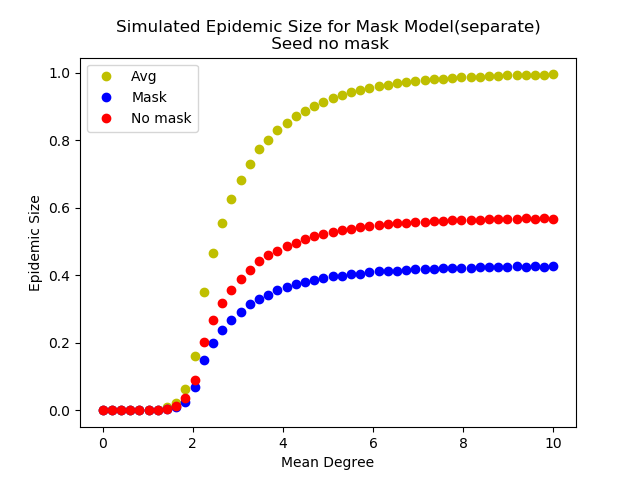 Simulated Epidemic Size for Mask Model(separate)
Seed no mask
Avg
Mask
No mask
1.0
0.8
0.6
0.4
0.2
0.0
Epidemic Size
0 2 4 6 8 10
Mean Degree